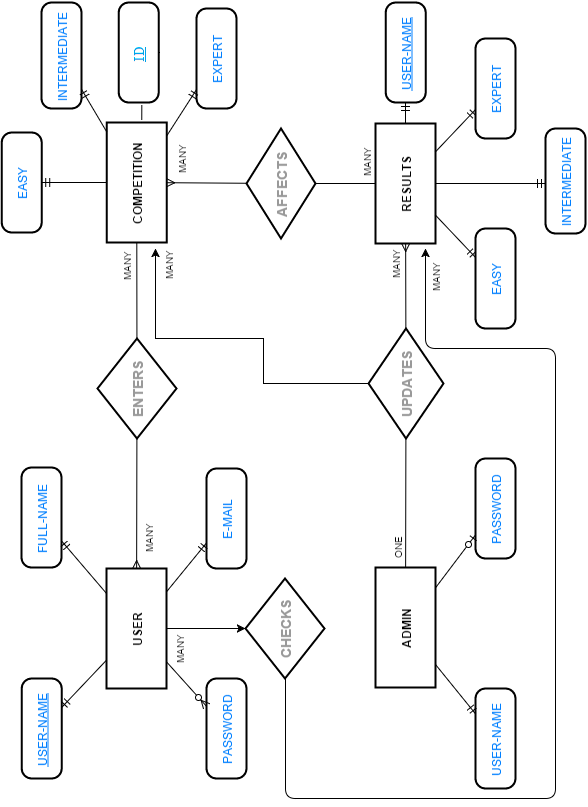 USER-NAME
FULL-NAME
EASY
INTERMEDIATE
ID
EXPERT
USER
MANY
ENTERS
MANY
COMPETITION
PASSWORD
E-MAIL
MANY
MANY
MANY
CHECKS
AFFECTS
MANY
ADMIN
ONE
UPDATES
MANY
RESULTS
USER-NAME
MANY
USER-NAME
PASSWORD
EASY
EXPERT
INTERMEDIATE